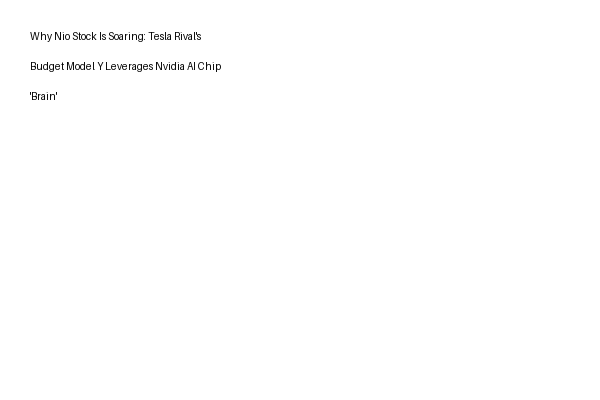 Why Nio Stock Is Soaring: Tesla Rival's
Budget Model Y Leverages Nvidia AI Chip
'Brain'